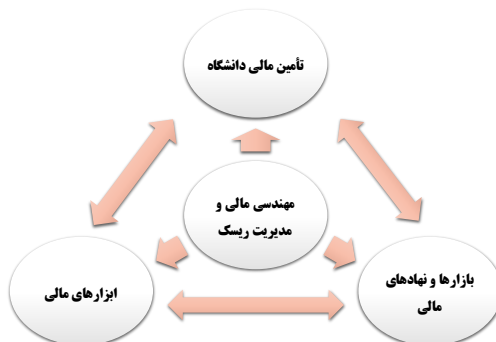 تأمین مالی دانشگاه
مهندسی مالی و
مدیریت ریسک
بازارها و نهادهای
مالی
ابزارهای مالی